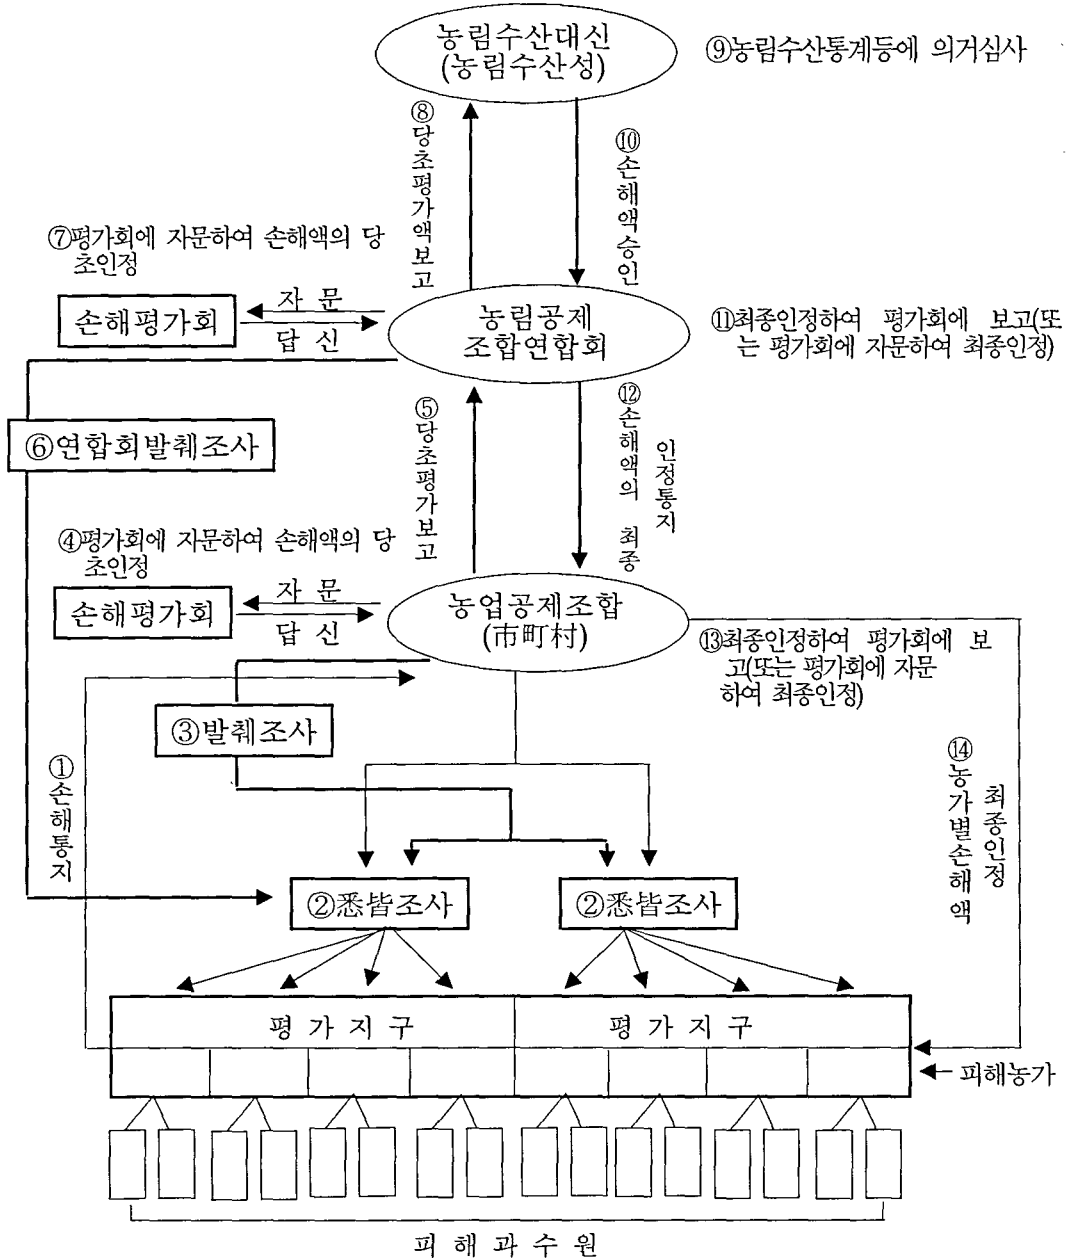 농림수산대신
(농림수산성)
⑨농림수산통계등에 의거심사
⑧당초평가액보고
⑩손해액승인
⑦평가회에 자문하여 손해액의 당
초인정
손해평가회
자 문
답 신
농림공제
조합연합회
⑪최종인정하여 평가회에 보고(또
는 평가회에 자문하여 최종인정)
⑥연합회발췌조사
⑤당초평가보고
⑫손해액의 최종
인정통지
④평가회에 자문하여 손해액의 당
초인정
손해평가회
자 문
답 신
농업공제조합
(市町村)
⑬최종인정하여 평가회에 보
고(또는 평가회에 자문
하여 최종인정)
③발췌조사
①손해통지
⑭농가별손해액
최종인정
②悉皆조사
②悉皆조사
평 가 지 구
평 가 지 구
피해농가
피 해 과 수 원